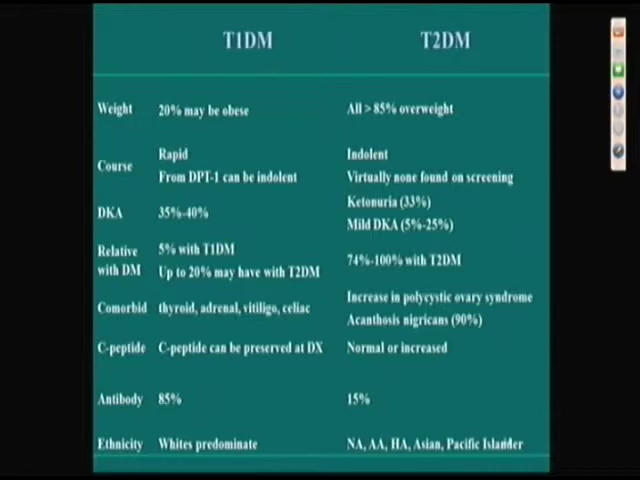 T1DM T2DM
Weight 20% may be obese All > 85% overweight
Course Rapid Indolent
From DPT-1 can be indolent Virtually none found on screening
DKA 35%-40% Ketonuria (33%)
Mild DKA (5%-25%)
Relative with DM 5% with T1DM 74%-100% with T2DM
Up to 20% may have with T2DM
Comorbid thyroid, adrenal, vitiligo, celiac Increase in polycystic ovary syndrome
Acanthosis nigricans (90%)
C-peptide C-peptide can be preserved at DX Normal or increased
Antibody 85% 15%
Ethnicity Whites predominate NA, AA, HA, Asian, Pacific Islander